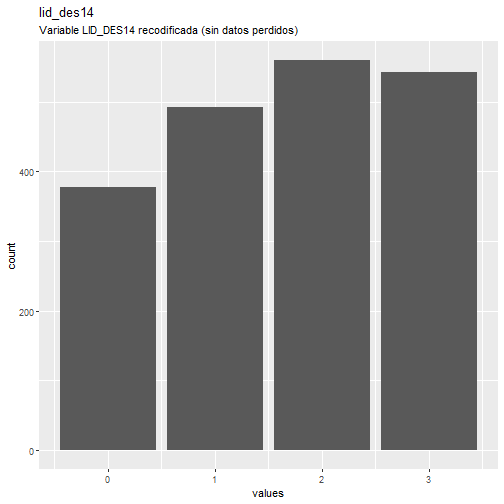 lid_des14
Variable LID_DES14 recodificada (sin datos perdidos)
400
200
0
count
0 1 2 3
values